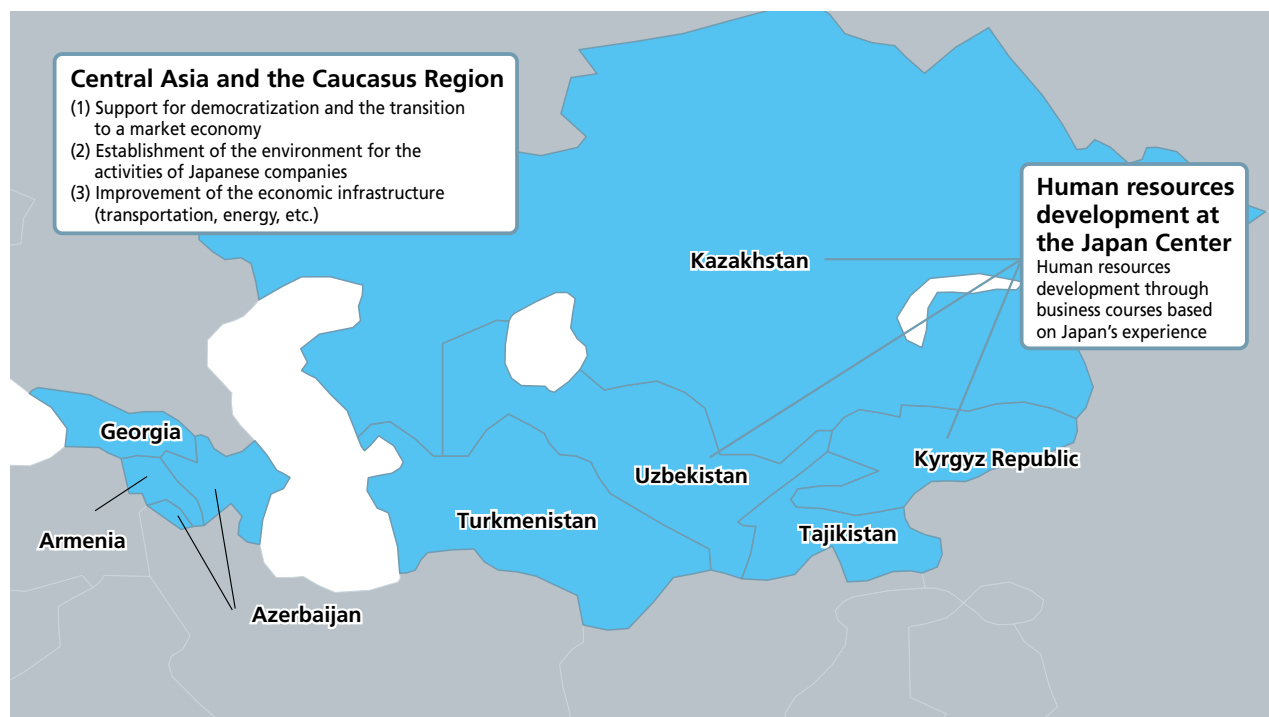 Central Asia and the Caucasus Region
(1) Support for democratization and the transition
to a market economy
(2) Establishment of the environment for the
activities of Japanese companies
(3) Improvement of the economic infrastructure
(transportation, energy, etc.)
Human resources
development at
the Japan Center
Human resources
development through
business courses based
on Japan’s experience
Kazakhstan
Georgia
Kyrgyz Republic
Uzbekistan
Turkmenistan
Tajikistan
Armenia
Azerbaijan